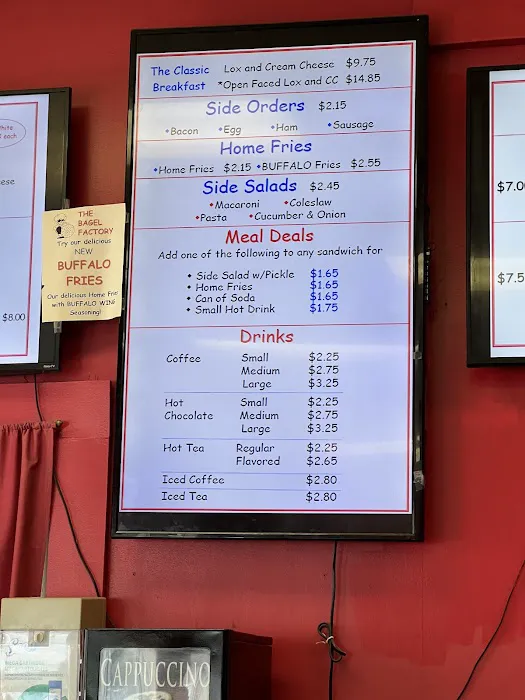 The Classic Breakfast
Lox and Cream Cheese $9.75
*Open Faced Lox and CC $14.85
Side Orders $2.15
•Bacon •Egg •Ham •Sausage
Home Fries
•Home Fries $2.15 •BUFFALO Fries $2.55
Side Salads $2.45
•Macaroni •Coleslaw
•Pasta •Cucumber & Onion
Meal Deals
Add one of the following to any sandwich for
• Side Salad w/Pickle $1.65
• Home Fries $1.65
• Can of Soda $1.65
• Small Hot Drink $1.75
Drinks
Coffee Small $2.25
Medium $2.75
Large $3.25
Hot Chocolate Small $2.25
Medium $2.75
Large $3.25
Hot Tea Regular $2.25
Flavored $2.65
Iced Coffee $2.80
Iced Tea $2.80
THE
BAGEL
FACTORY
Try our delicious
NEW
BUFFALO
FRIES
Our delicious Home Fries
with BUFFALO WING
Seasoning!
each
$8.00
$7.0
$7.5
CAPPUCCINO